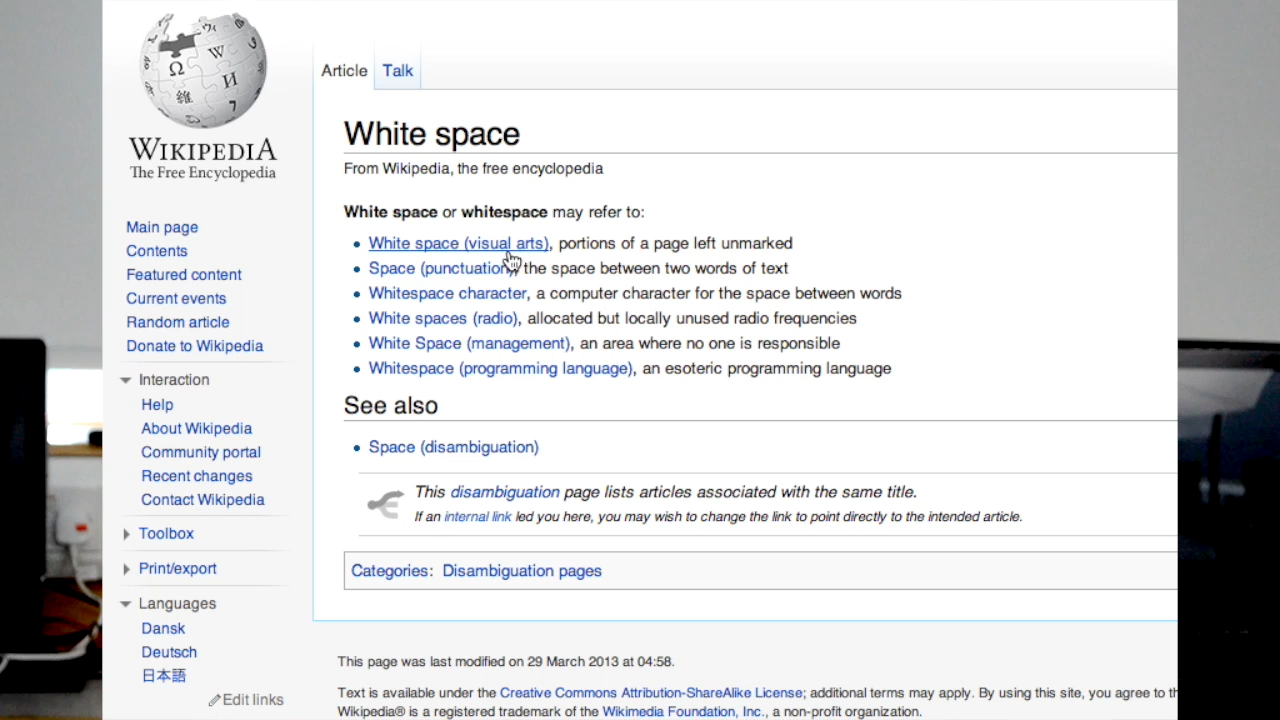 WIKIPEDIA
The Free Encyclopedia
Main page
Contents
Featured content
Current events
Random article
Donate to Wikipedia
Interaction
Help
About Wikipedia
Community portal
Recent changes
Contact Wikipedia
Toolbox
Print/export
Languages
Dansk
Deutsch
日本語
Edit links
Article Talk
White space
From Wikipedia, the free encyclopedia
White space or whitespace may refer to:
White space (visual arts), portions of a page left unmarked
Space (punctuation), the space between two words of text
Whitespace character, a computer character for the space between words
White spaces (radio), allocated but locally unused radio frequencies
White Space (management), an area where no one is responsible
Whitespace (programming language), an esoteric programming language
See also
Space (disambiguation)
This disambiguation page lists articles associated with the same title.
If an internal link led you here, you may wish to change the link to point directly to the intended article.
Categories: Disambiguation pages
This page was last modified on 29 March 2013 at 04:58.
Text is available under the Creative Commons Attribution-ShareAlike License; additional terms may apply. By using this site, you agree to
Wikipedia® is a registered trademark of the Wikimedia Foundation, Inc., a non-profit organization.